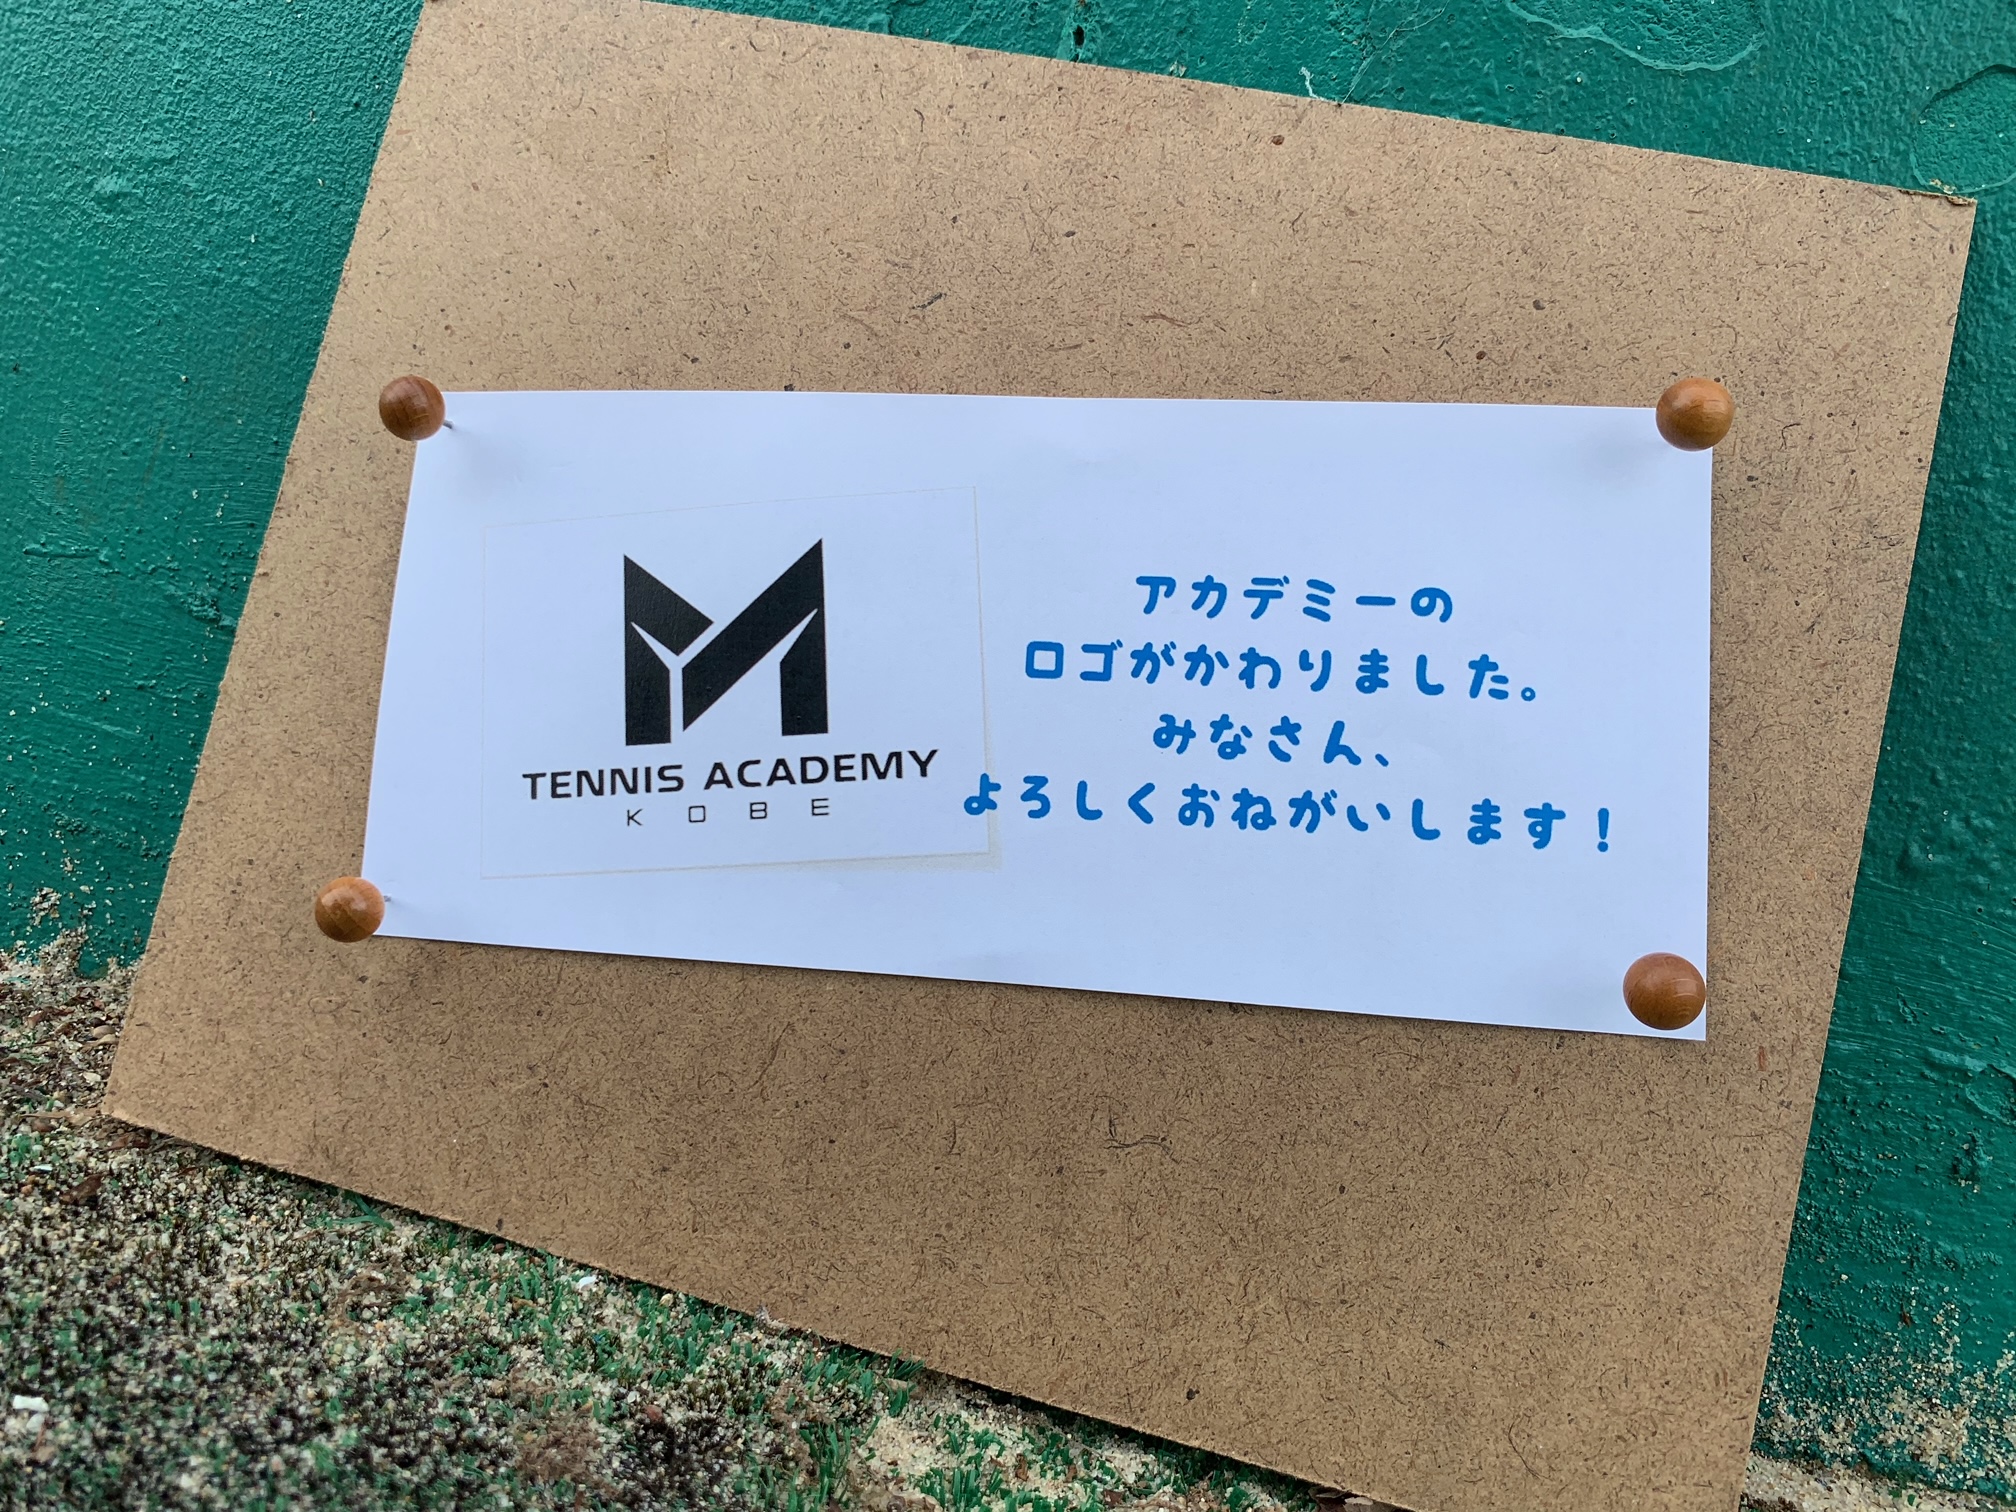 M
TENNIS ACADEMY
KOBE
アカデミーの
ロゴがかわりました。
みなさん、
よろしくおねがいします！